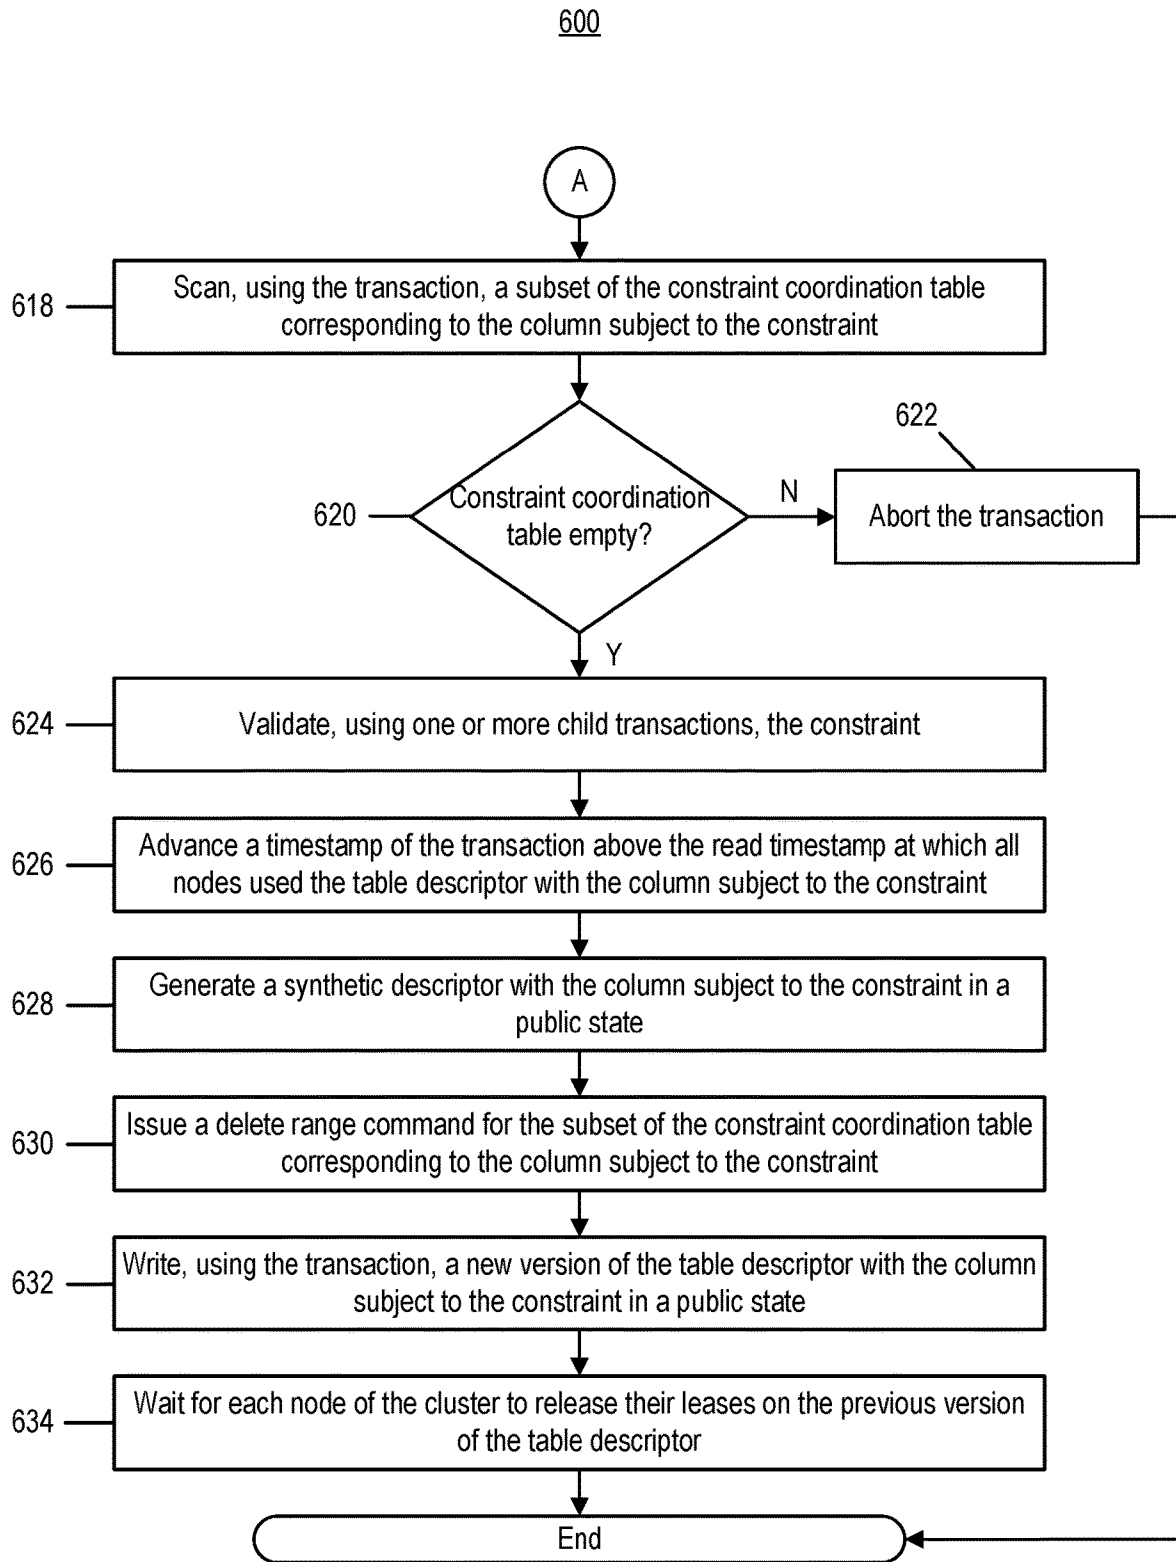 600
A
618
Scan, using the transaction, a subset of the constraint coordination table
corresponding to the column subject to the constraint
622
620
Constraint coordination
table empty?
N
Abort the transaction
Y
624
Validate, using one or more child transactions, the constraint
626
Advance a timestamp of the transaction above the read timestamp at which all
nodes used the table descriptor with the column subject to the constraint
628
Generate a synthetic descriptor with the column subject to the constraint in a
public state
630
Issue a delete range command for the subset of the constraint coordination table
corresponding to the column subject to the constraint
632
Write, using the transaction, a new version of the table descriptor with the column
subject to the constraint in a public state
634
Wait for each node of the cluster to release their leases on the previous version
of the table descriptor
End